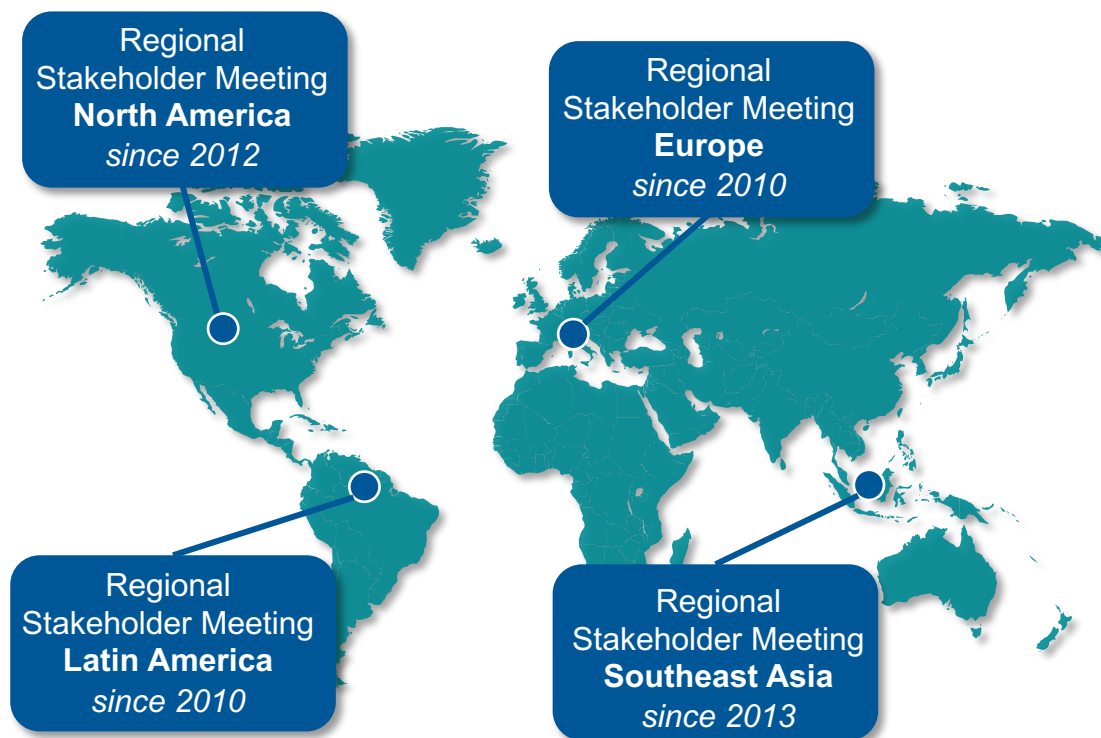 Regional
Stakeholder Meeting
North America
since 2012
Regional
Stakeholder Meeting
Europe
since 2010
Regional
Stakeholder Meeting
Latin America
since 2010
Regional
Stakeholder Meeting
Southeast Asia
since 2013